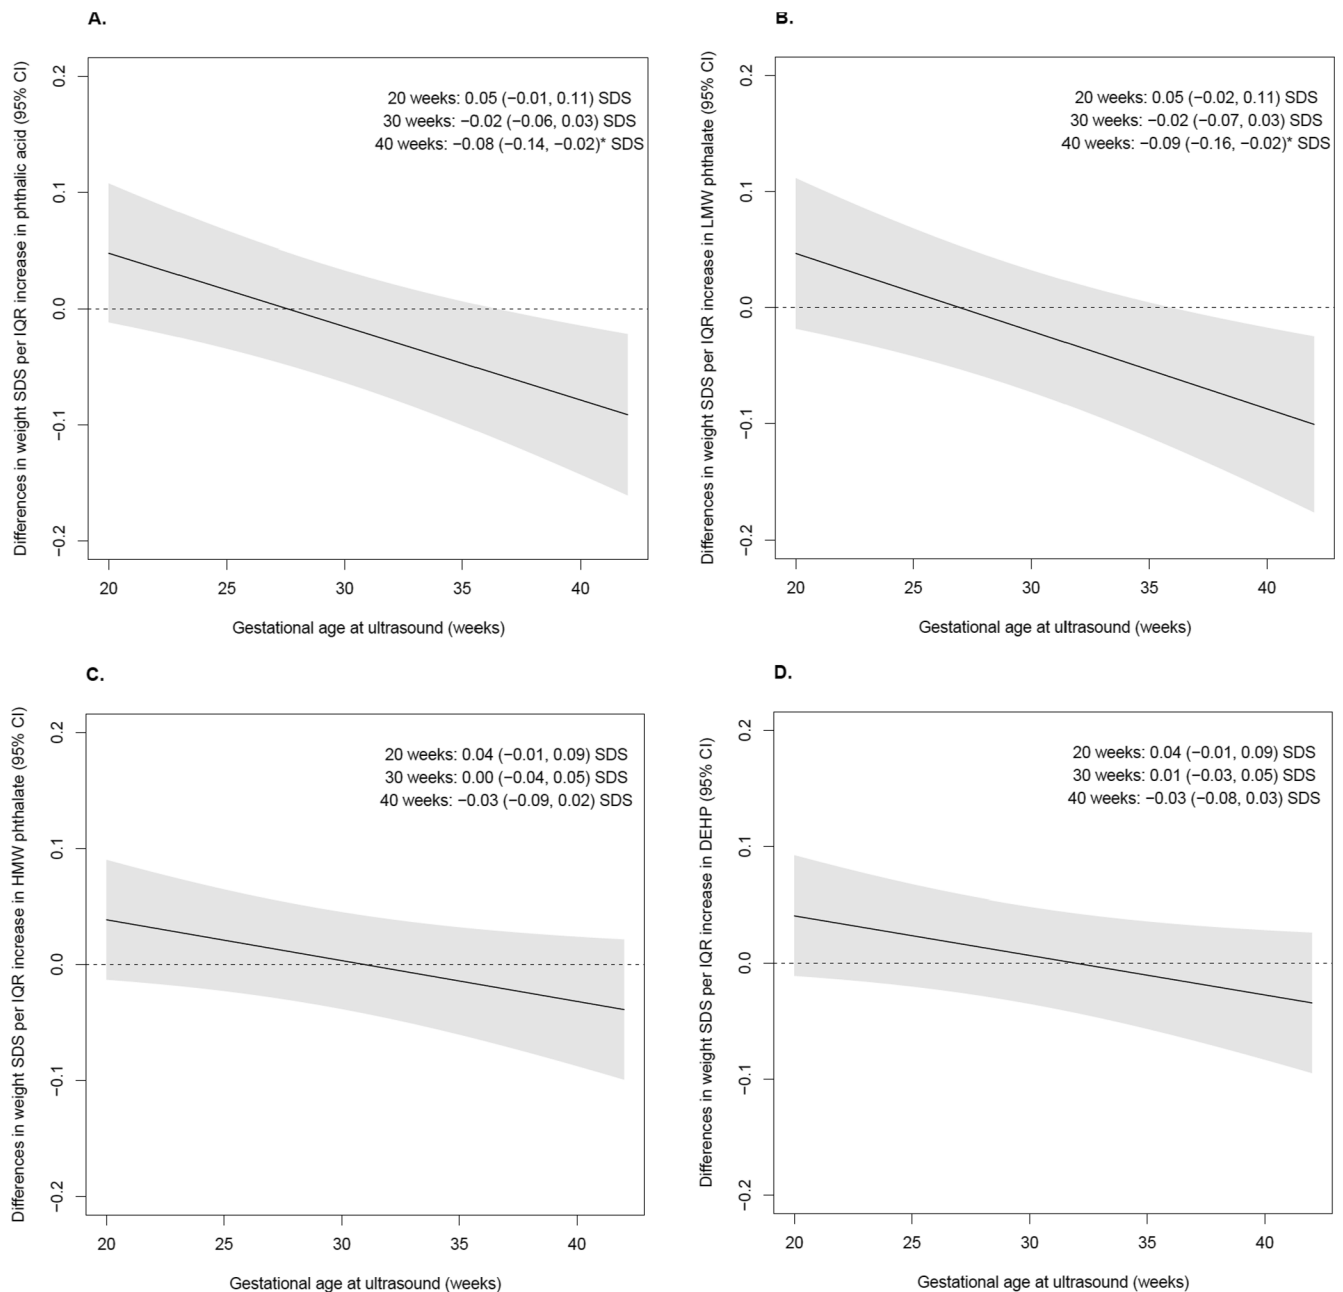 A.
Differences in weight SDS per IQR increase in phthalic acid (95% CI)
0.2
0.1
0.0
−0.1
−0.2
20 weeks: 0.05 (−0.01, 0.11) SDS
30 weeks: −0.02 (−0.06, 0.03) SDS
40 weeks: −0.08 (−0.14, −0.02)* SDS
20 25 30 35 40
Gestational age at ultrasound (weeks)
B.
Differences in weight SDS per IQR increase in LMW phthalate (95% CI)
0.2
0.1
0.0
−0.1
−0.2
20 weeks: 0.05 (−0.02, 0.11) SDS
30 weeks: −0.02 (−0.07, 0.03) SDS
40 weeks: −0.09 (−0.16, −0.02)* SDS
20 25 30 35 40
Gestational age at ultrasound (weeks)
C.
Differences in weight SDS per IQR increase in HMW phthalate (95% CI)
0.2
0.1
0.0
−0.1
−0.2
20 weeks: 0.04 (−0.01, 0.09) SDS
30 weeks: 0.00 (−0.04, 0.05) SDS
40 weeks: −0.03 (−0.09, 0.02) SDS
20 25 30 35 40
Gestational age at ultrasound (weeks)
D.
Differences in weight SDS per IQR increase in DEHP (95% CI)
0.2
0.1
0.0
−0.1
−0.2
20 weeks: 0.04 (−0.01, 0.09) SDS
30 weeks: 0.01 (−0.03, 0.05) SDS
40 weeks: −0.03 (−0.08, 0.03) SDS
20 25 30 35 40
Gestational age at ultrasound (weeks)